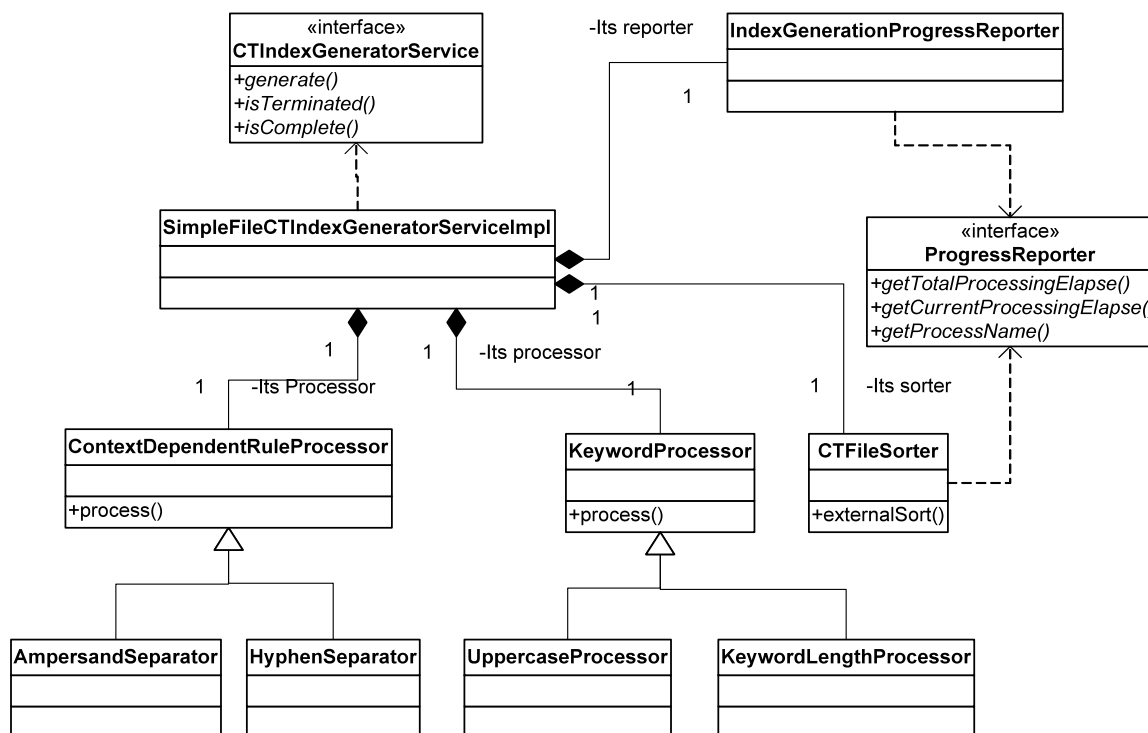 «interface»
CTIndexGeneratorService
+generate()
+isTerminated()
+isComplete()
-Its reporter
1
IndexGenerationProgressReporter
SimpleFileCTIndexGeneratorServiceImpl
«interface»
ProgressReporter
+getTotalProcessingElapse()
+getCurrentProcessingElapse()
+getProcessName()
1
1
1
1
-Its processor
1
-Its Processor
1
1
-Its sorter
ContextDependentRuleProcessor
+process()
KeywordProcessor
+process()
CTFileSorter
+externalSort()
AmpersandSeparator
HyphenSeparator
UppercaseProcessor
KeywordLengthProcessor